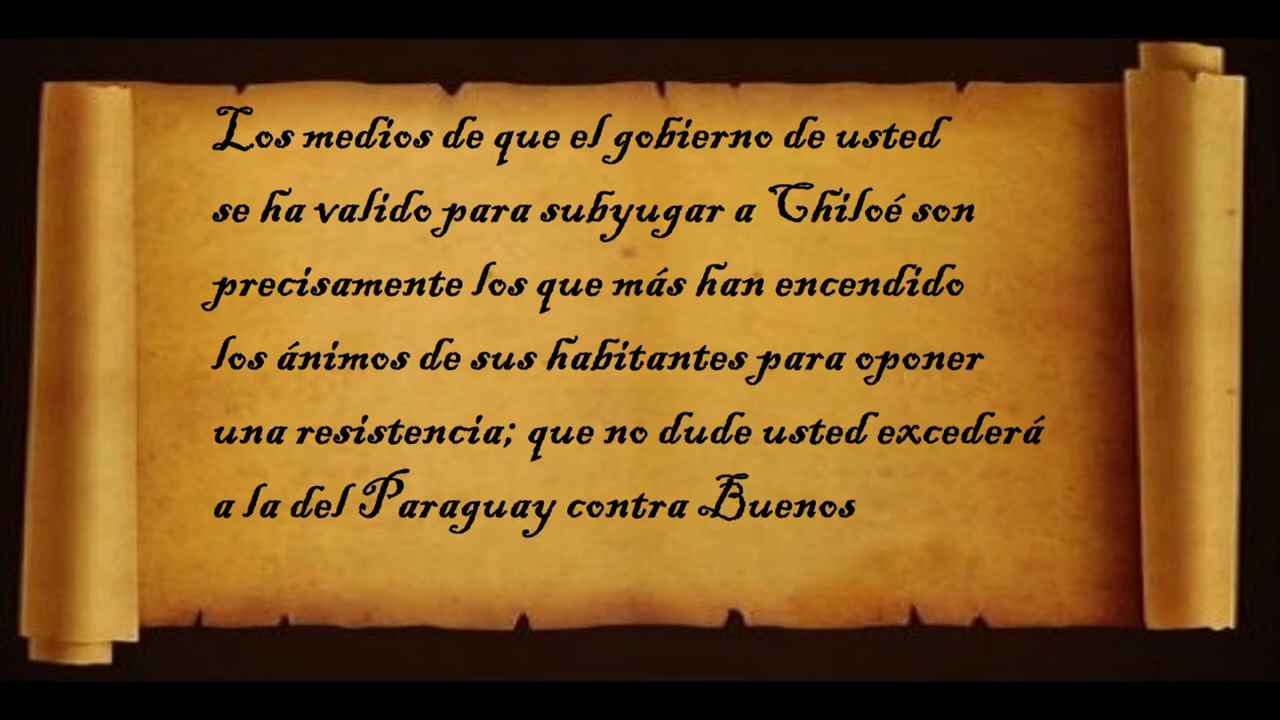 Los medios de que el gobierno de usted
se ha valido para subyugar a Chiloé son
precisamente los que más han encendido
los ánimos de sus habitantes para oponer
una resistencia; que no dude usted excederá
a la del Paraguay contra Buenos